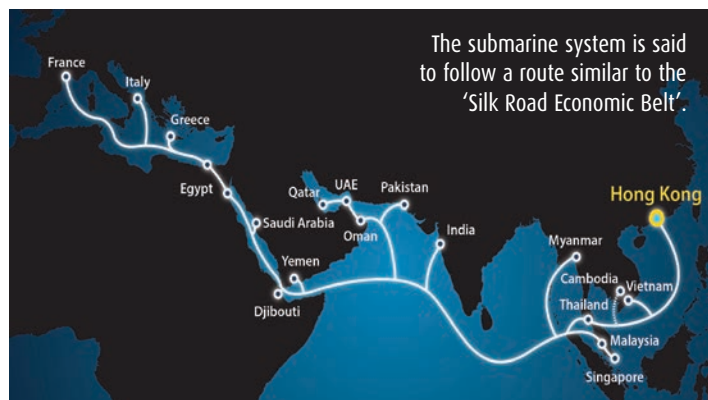 The submarine system is said
to follow a route similar to the
‘Silk Road Economic Belt’.
France
Italy
Greece
Egypt
Qatar
UAE
Pakistan
Saudi Arabia
Oman
India
Yemen
Djibouti
Hong Kong
Myanmar
Cambodia
Vietnam
Thailand
Malaysia
Singapore